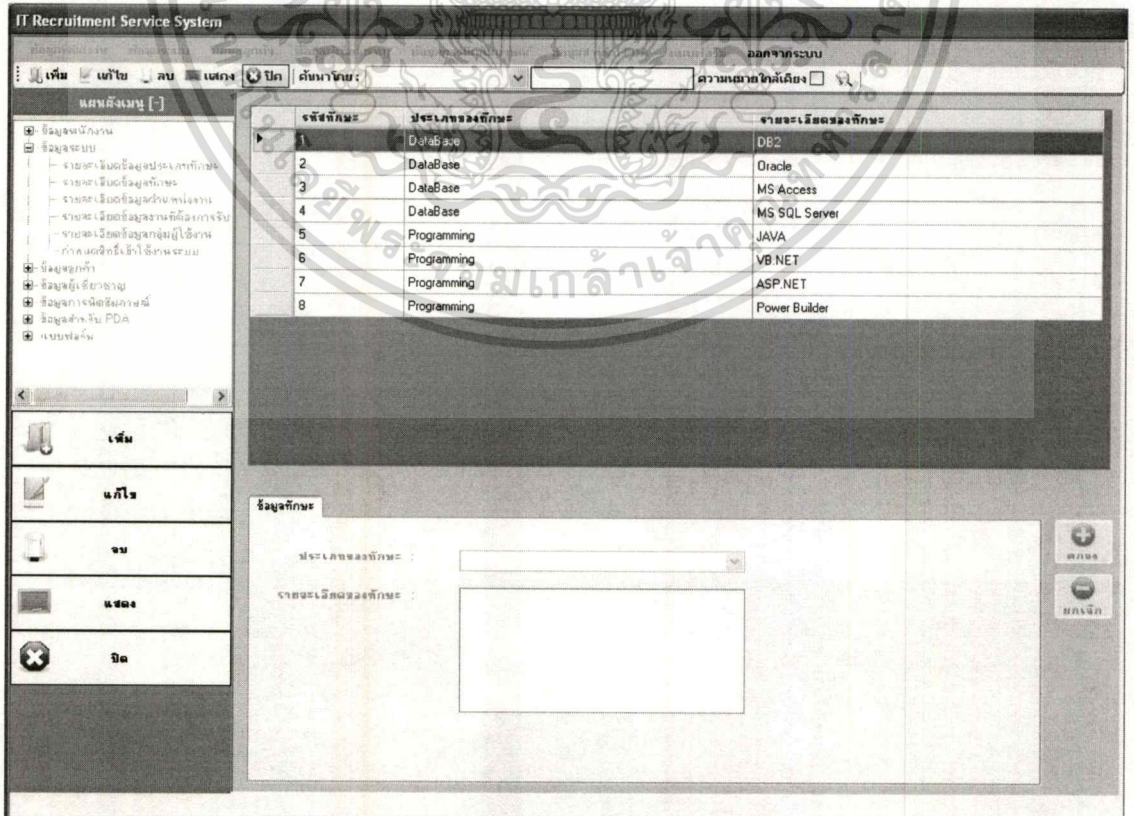 IT Recruitment Service System
ออกจากระบบ
เพิ่ม แก้ไข ลบ แสดง ปิด ค้นหาโดย : ความหมายใกล้เคียง
แผนผังเมนู [-]
ข้อมูลพนักงาน
ข้อมูลระบบ
รายละเอียดข้อมูลประเภททักษะ
รายละเอียดข้อมูลทักษะ
รายละเอียดข้อมูลตำแหน่งงาน
รายละเอียดข้อมูลงานที่ต้องการรับ
รายละเอียดข้อมูลกลุ่มผู้ใช้งาน
กำหนดสิทธิ์เข้าใช้งานระบบ
ข้อมูลลูกค้า
ข้อมูลผู้เชี่ยวชาญ
ข้อมูลการนัดสัมภาษณ์
ข้อมูลสำหรับ PDA
แบบฟอร์ม
เพิ่ม
แก้ไข
ลบ
แสดง
ปิด
รหัสทักษะ ประเภทของทักษะ รายละเอียดของทักษะ
1 DataBase DB2
2 DataBase Oracle
3 DataBase MS Access
4 DataBase MS SQL Server
5 Programming JAVA
6 Programming VB.NET
7 Programming ASP.NET
8 Programming Power Builder
ข้อมูลทักษะ
ประเภทของทักษะ :
รายละเอียดของทักษะ :
ตกลง
ยกเลิก